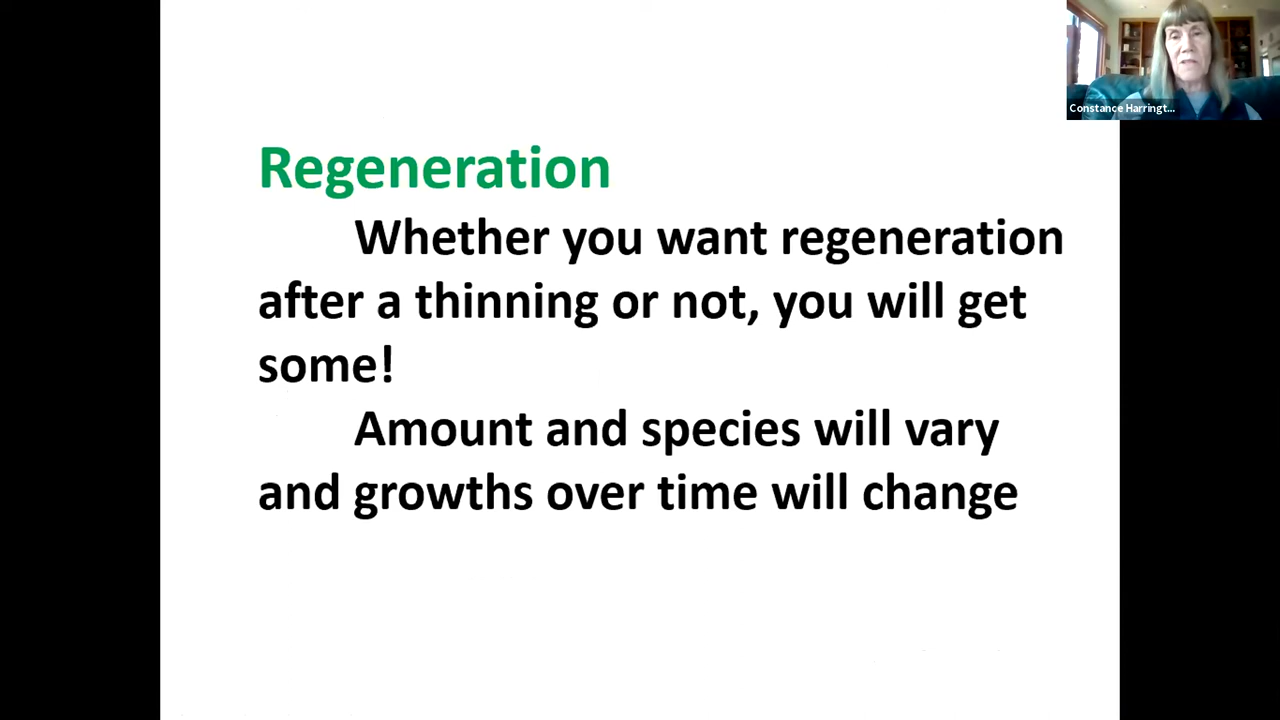 Constance Harringt...
Regeneration
Whether you want regeneration
after a thinning or not, you will get
some!
Amount and species will vary
and growths over time will change